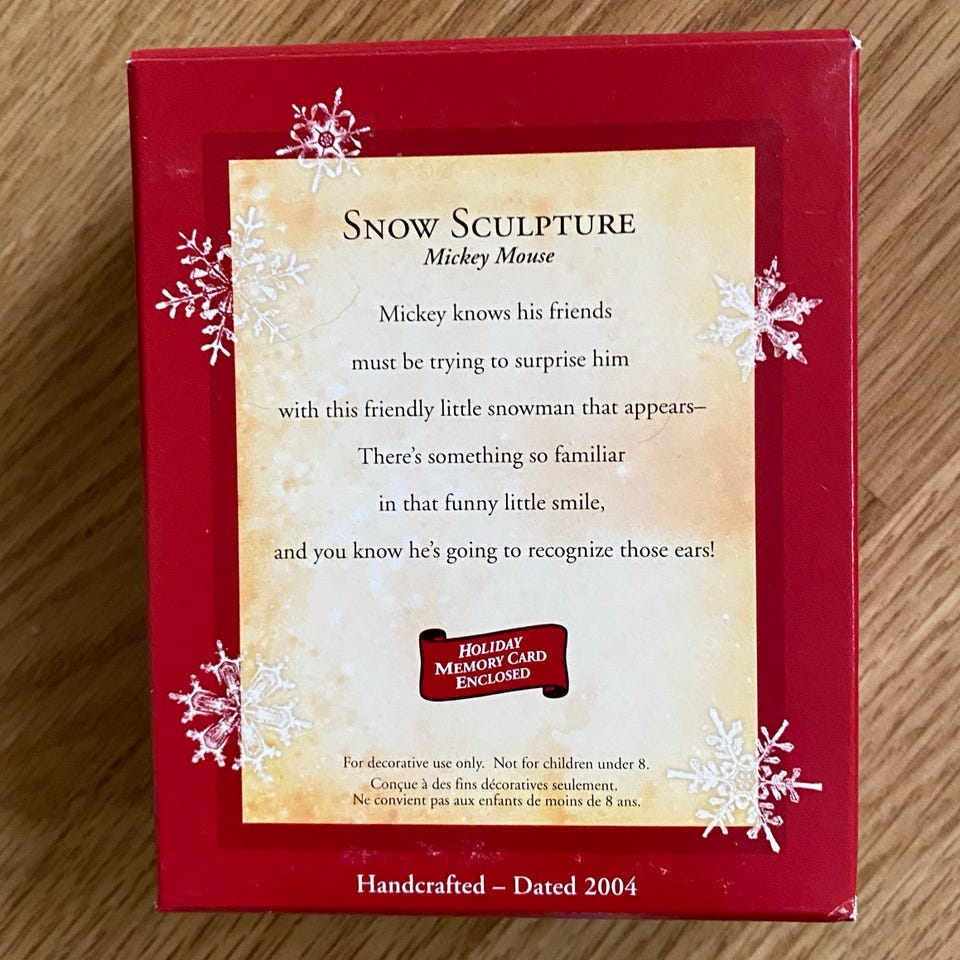 SNOW SCULPTURE
Mickey Mouse
Mickey knows his friends
must be trying to surprise him
with this friendly little snowman that appears–
There's something so familiar
in that funny little smile,
and you know he's going to recognize those ears!
HOLIDAY
MEMORY CARD
ENCLOSED
For decorative use only. Not for children under 8.
Conçue à des fins décoratives seulement.
Ne convient pas aux enfants de moins de 8 ans.
Handcrafted – Dated 2004